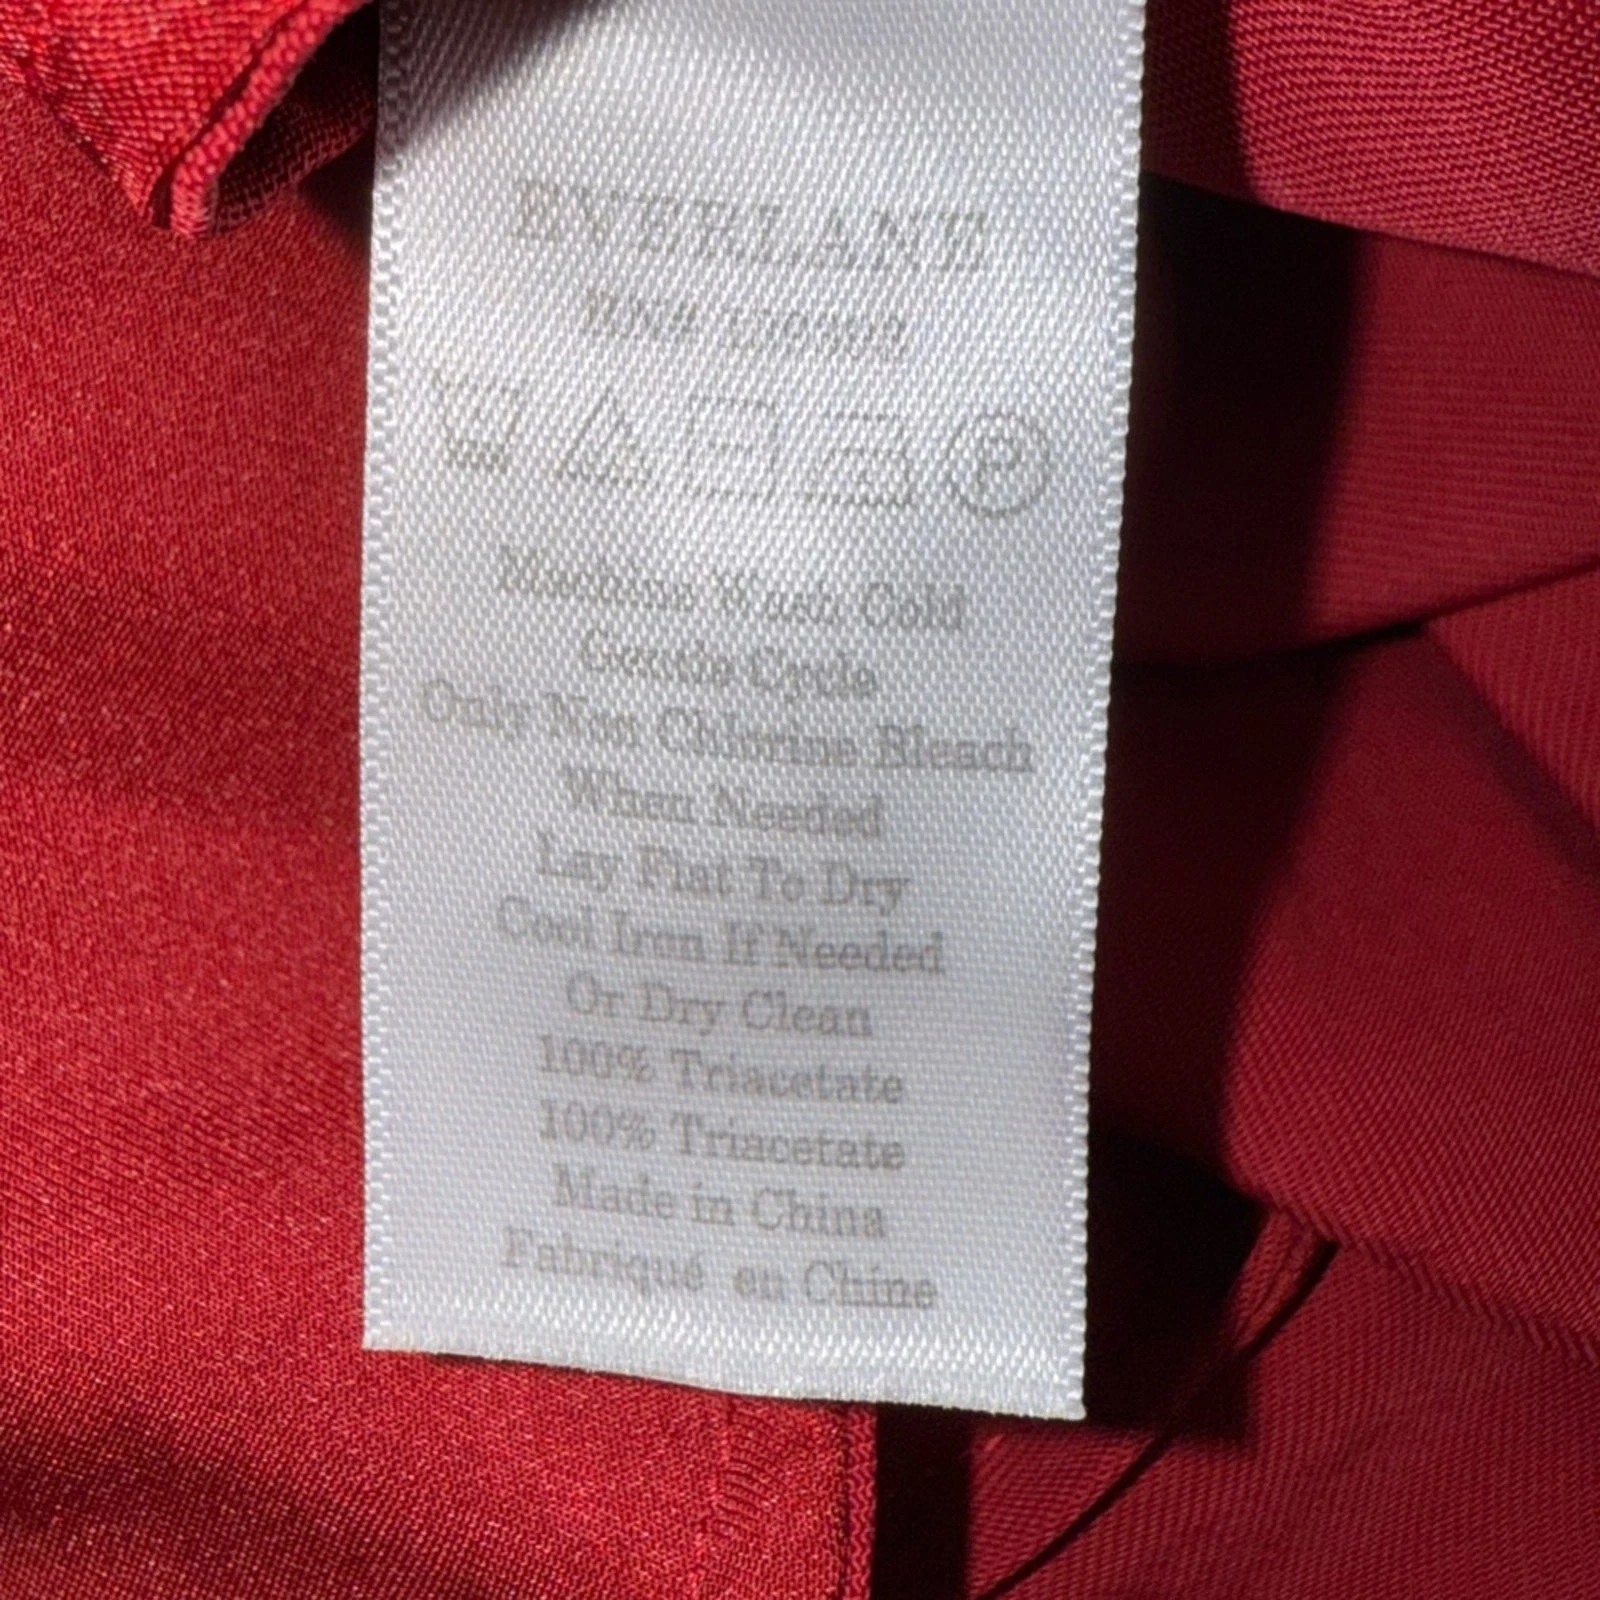 EVERLANE
RN#
P
Machine Wash Cold
Gentle Cycle
Only Non Chlorine Bleach
When Needed
Lay Flat To Dry
Cool Iron If Needed
Or Dry Clean
100% Triacetate
100% Triacetate
Made in China
Fabriqué en Chine